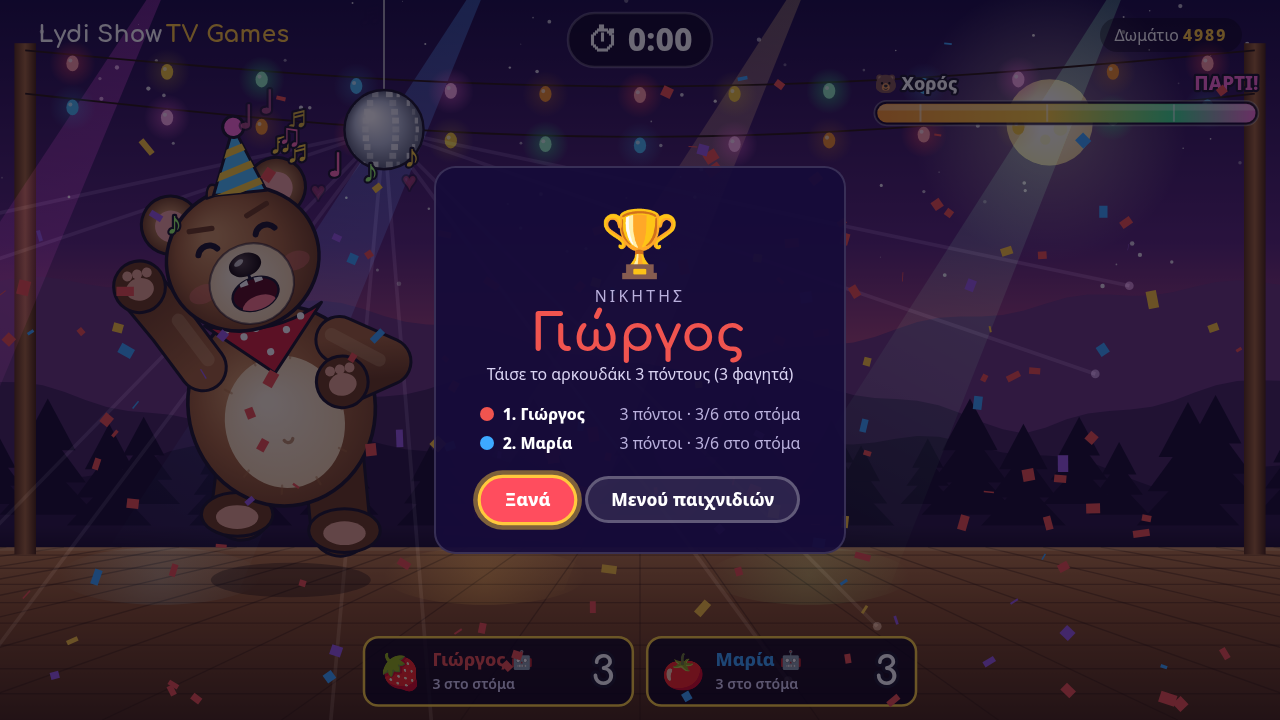 Lydi Show TV Games
⏱ 0:00
Δωμάτιο 4989
🐻 Χορός
ΠΑΡΤΙ!
ΝΙΚΗΤΗΣ
Γιώργος
Τάισε το αρκουδάκι 3 πόντους (3 φαγητά)
1. Γιώργος 3 πόντοι · 3/6 στο στόμα
2. Μαρία 3 πόντοι · 3/6 στο στόμα
Ξανά
Μενού παιχνιδιών
Γιώργος 🤖
3 στο στόμα
3
Μαρία 🤖
3 στο στόμα
3